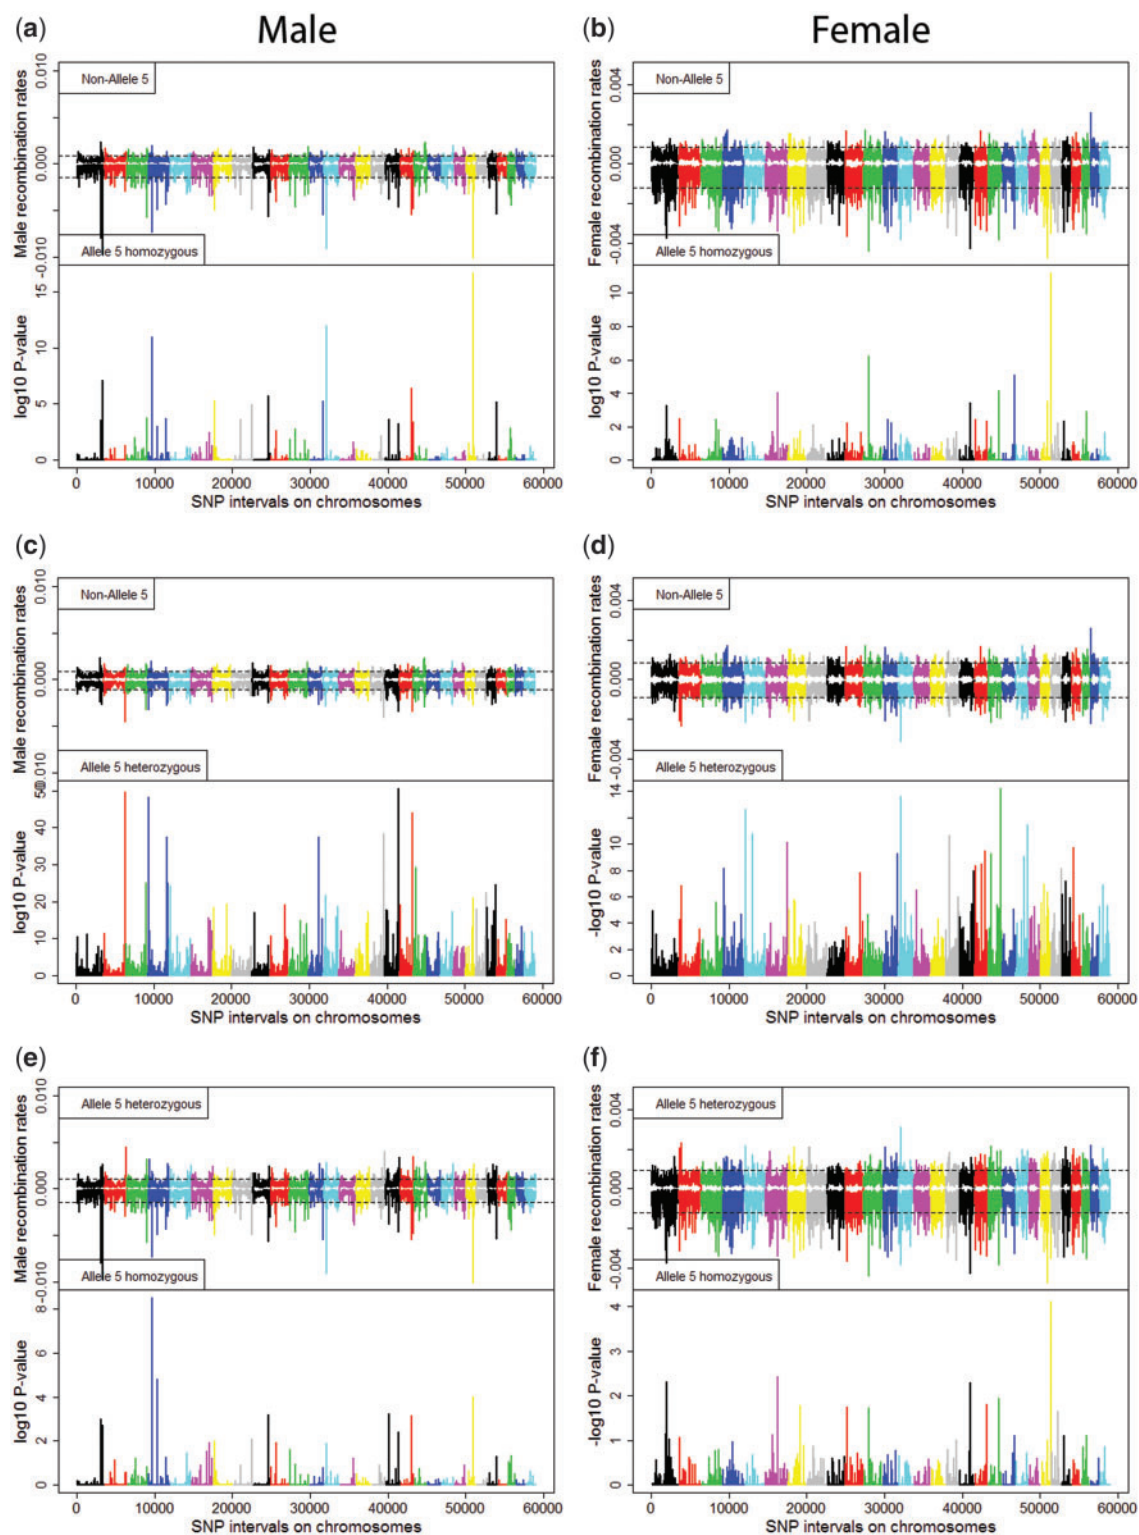 (a) Male
(b) Female
Non-Allele 5
Allele 5 homozygous
Male recombination rates
0.010
0.000
-0.010
log10 P-value
15
10
5
0
0 10000 20000 30000 40000 50000 60000
SNP intervals on chromosomes
Non-Allele 5
Allele 5 homozygous
Female recombination rates
0.004
0.000
-0.004
log10 P-value
10
8
6
4
2
0
0 10000 20000 30000 40000 50000 60000
SNP intervals on chromosomes
(c)
Non-Allele 5
Allele 5 heterozygous
Male recombination rates
0.010
0.000
0.010
log10 P-value
50
40
30
20
10
0
0 10000 20000 30000 40000 50000 60000
SNP intervals on chromosomes
(d)
Non-Allele 5
Allele 5 heterozygous
Female recombination rates
0.004
0.000
-0.004
-log10 P-value
14
10
8
6
4
2
0
0 10000 20000 30000 40000 50000 60000
SNP intervals on chromosomes
(e)
Allele 5 heterozygous
Allele 5 homozygous
Male recombination rates
0.010
0.000
-0.010
log10 P-value
8
6
4
2
0
0 10000 20000 30000 40000 50000 60000
SNP intervals on chromosomes
(f)
Allele 5 heterozygous
Allele 5 homozygous
Female recombination rates
0.004
0.000
-0.004
-log10 P-value
4
3
2
1
0
0 10000 20000 30000 40000 50000 60000
SNP intervals on chromosomes